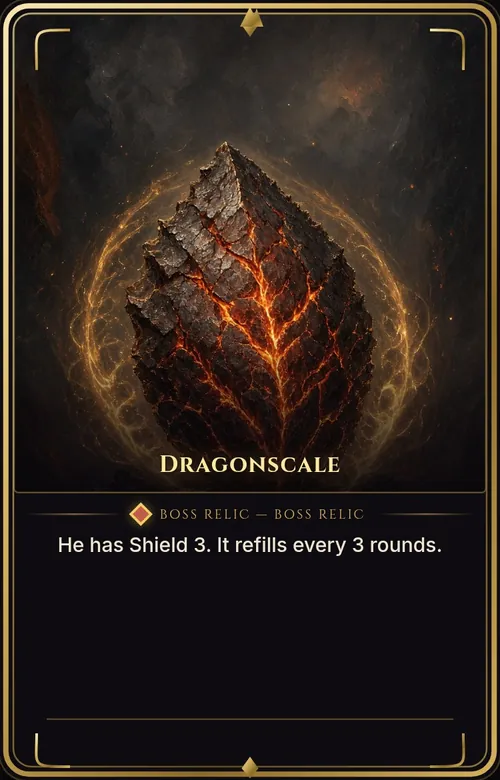 Dragonscale
BOSS RELIC — BOSS RELIC
He has Shield 3. It refills every 3 rounds.